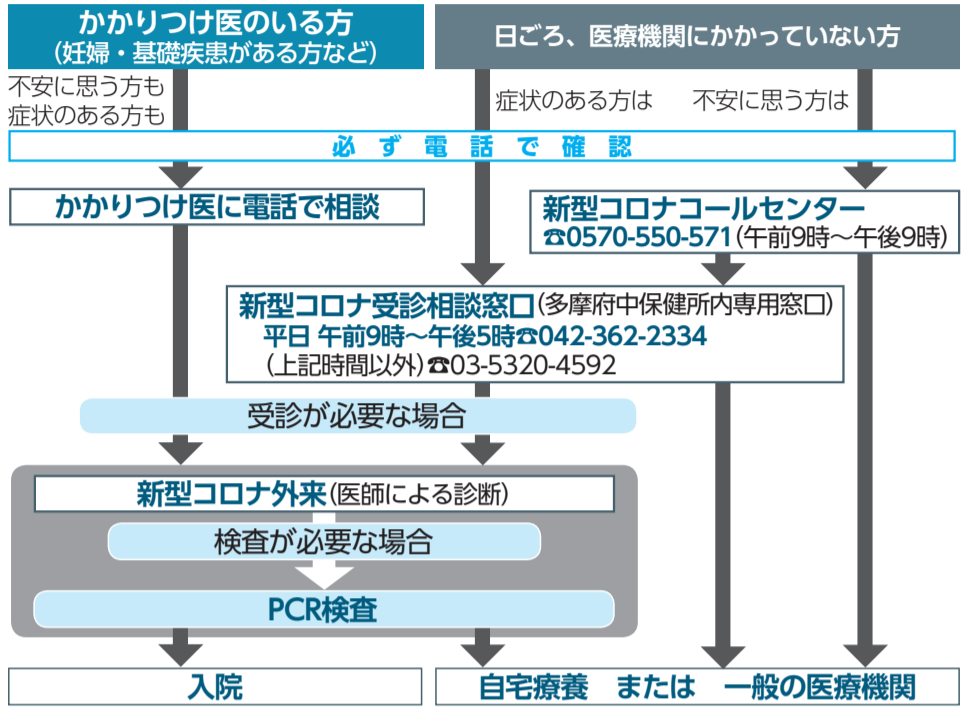 かかりつけ医のいる方
(妊婦・基礎疾患がある方など)
日ごろ、医療機関にかかっていない方
不安に思う方も
症状のある方も
症状のある方は
不安に思う方は
必ず電話で確認
かかりつけ医に電話で相談
新型コロナコールセンター
☎0570-550-571(午前9時～午後9時)
新型コロナ受診相談窓口(多摩府中保健所内専用窓口)
平日 午前9時～午後5時☎042-362-2334
(上記時間以外)☎03-5320-4592
受診が必要な場合
新型コロナ外来(医師による診断)
検査が必要な場合
PCR検査
入院
自宅療養 または 一般の医療機関